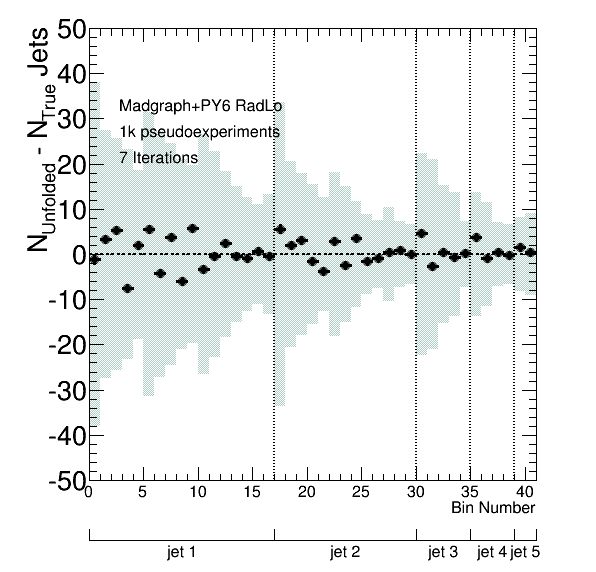 N_Unfolded - N_True Jets
50
40
30
20
10
0
-10
-20
-30
-40
-50
Madgraph+PY6 RadLo
1k pseudoexperiments
7 Iterations
0 5 10 15 20 25 30 35 40
Bin Number
jet 1 jet 2 jet 3 jet 4 jet 5